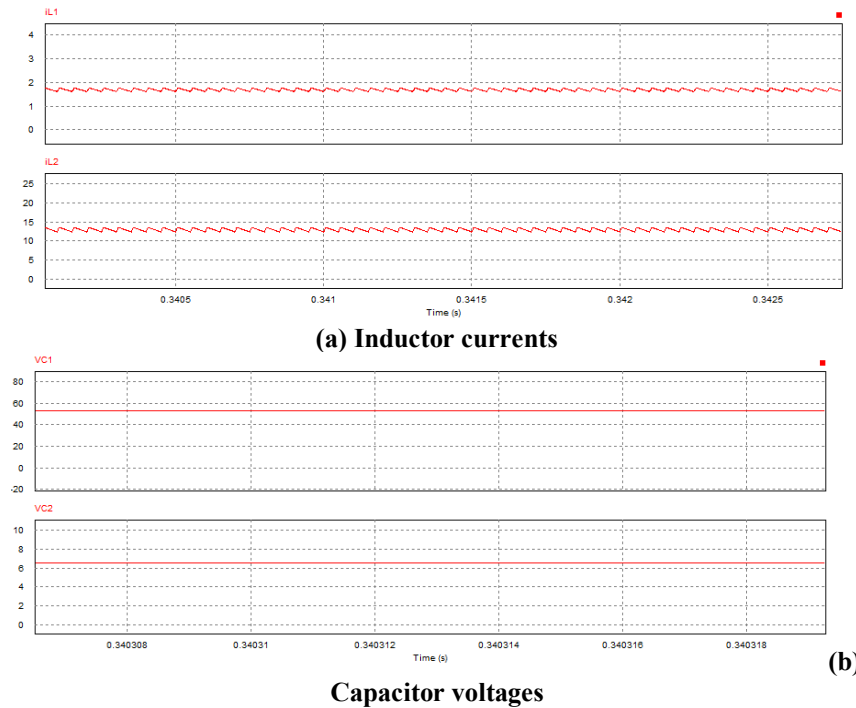 iL1
4
3
2
1
0
iL2
25
20
15
10
5
0
0.3405 0.341 0.3415 0.342 0.3425
Time (s)
(a) Inductor currents
VC1
80
60
40
20
0
-20
VC2
10
8
6
4
2
0
0.340308 0.34031 0.340312 0.340314 0.340316 0.340318
Time (s)
(b)
Capacitor voltages